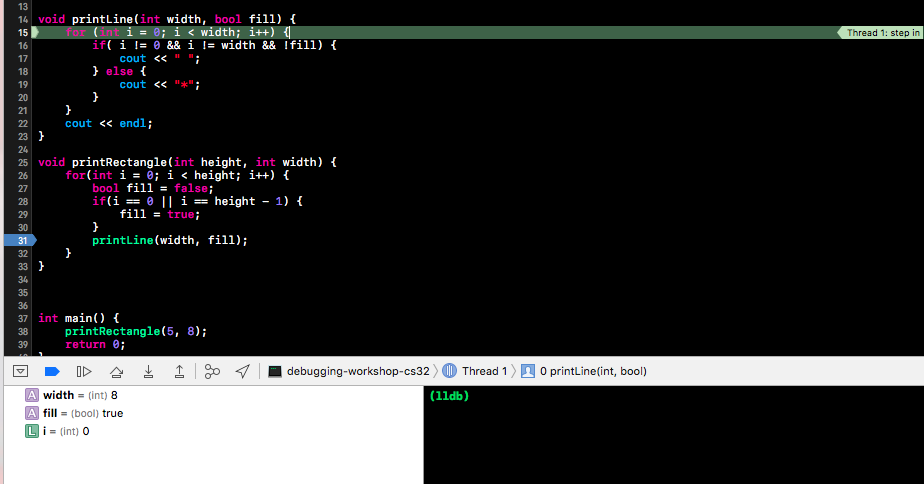 13
14 void printLine(int width, bool fill) {
15 for (int i = 0; i < width; i++) { Thread 1: step in
16 if( i != 0 && i != width && !fill) {
17 cout << " ";
18 } else {
19 cout << "*";
20 }
21 }
22 cout << endl;
23 }
24
25 void printRectangle(int height, int width) {
26 for(int i = 0; i < height; i++) {
27 bool fill = false;
28 if(i == 0 || i == height - 1) {
29 fill = true;
30 }
31 printLine(width, fill);
32 }
33 }
34
35
36
37 int main() {
38 printRectangle(5, 8);
39 return 0;
debugging-workshop-cs32 Thread 1 0 printLine(int, bool)
A width = (int) 8
A fill = (bool) true
L i = (int) 0
(lldb)